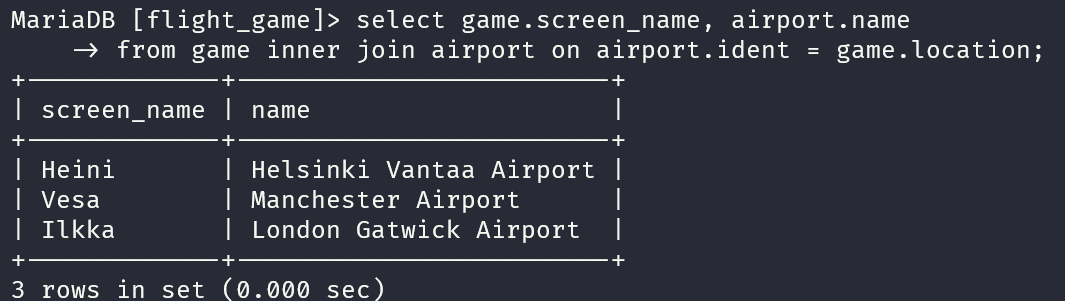 MariaDB [flight_game]> select game.screen_name, airport.name
    -> from game inner join airport on airport.ident = game.location;
+-------------+-------------------------+
| screen_name | name                    |
+-------------+-------------------------+
| Heini       | Helsinki Vantaa Airport |
| Vesa        | Manchester Airport      |
| Ilkka       | London Gatwick Airport  |
+-------------+-------------------------+
3 rows in set (0.000 sec)